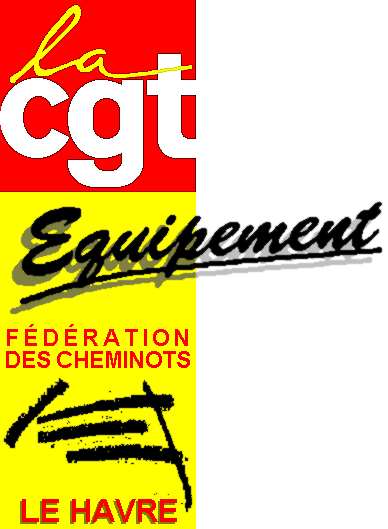 la
cgt
Equipement
FÉDÉRATION
DES CHEMINOTS
LE HAVRE